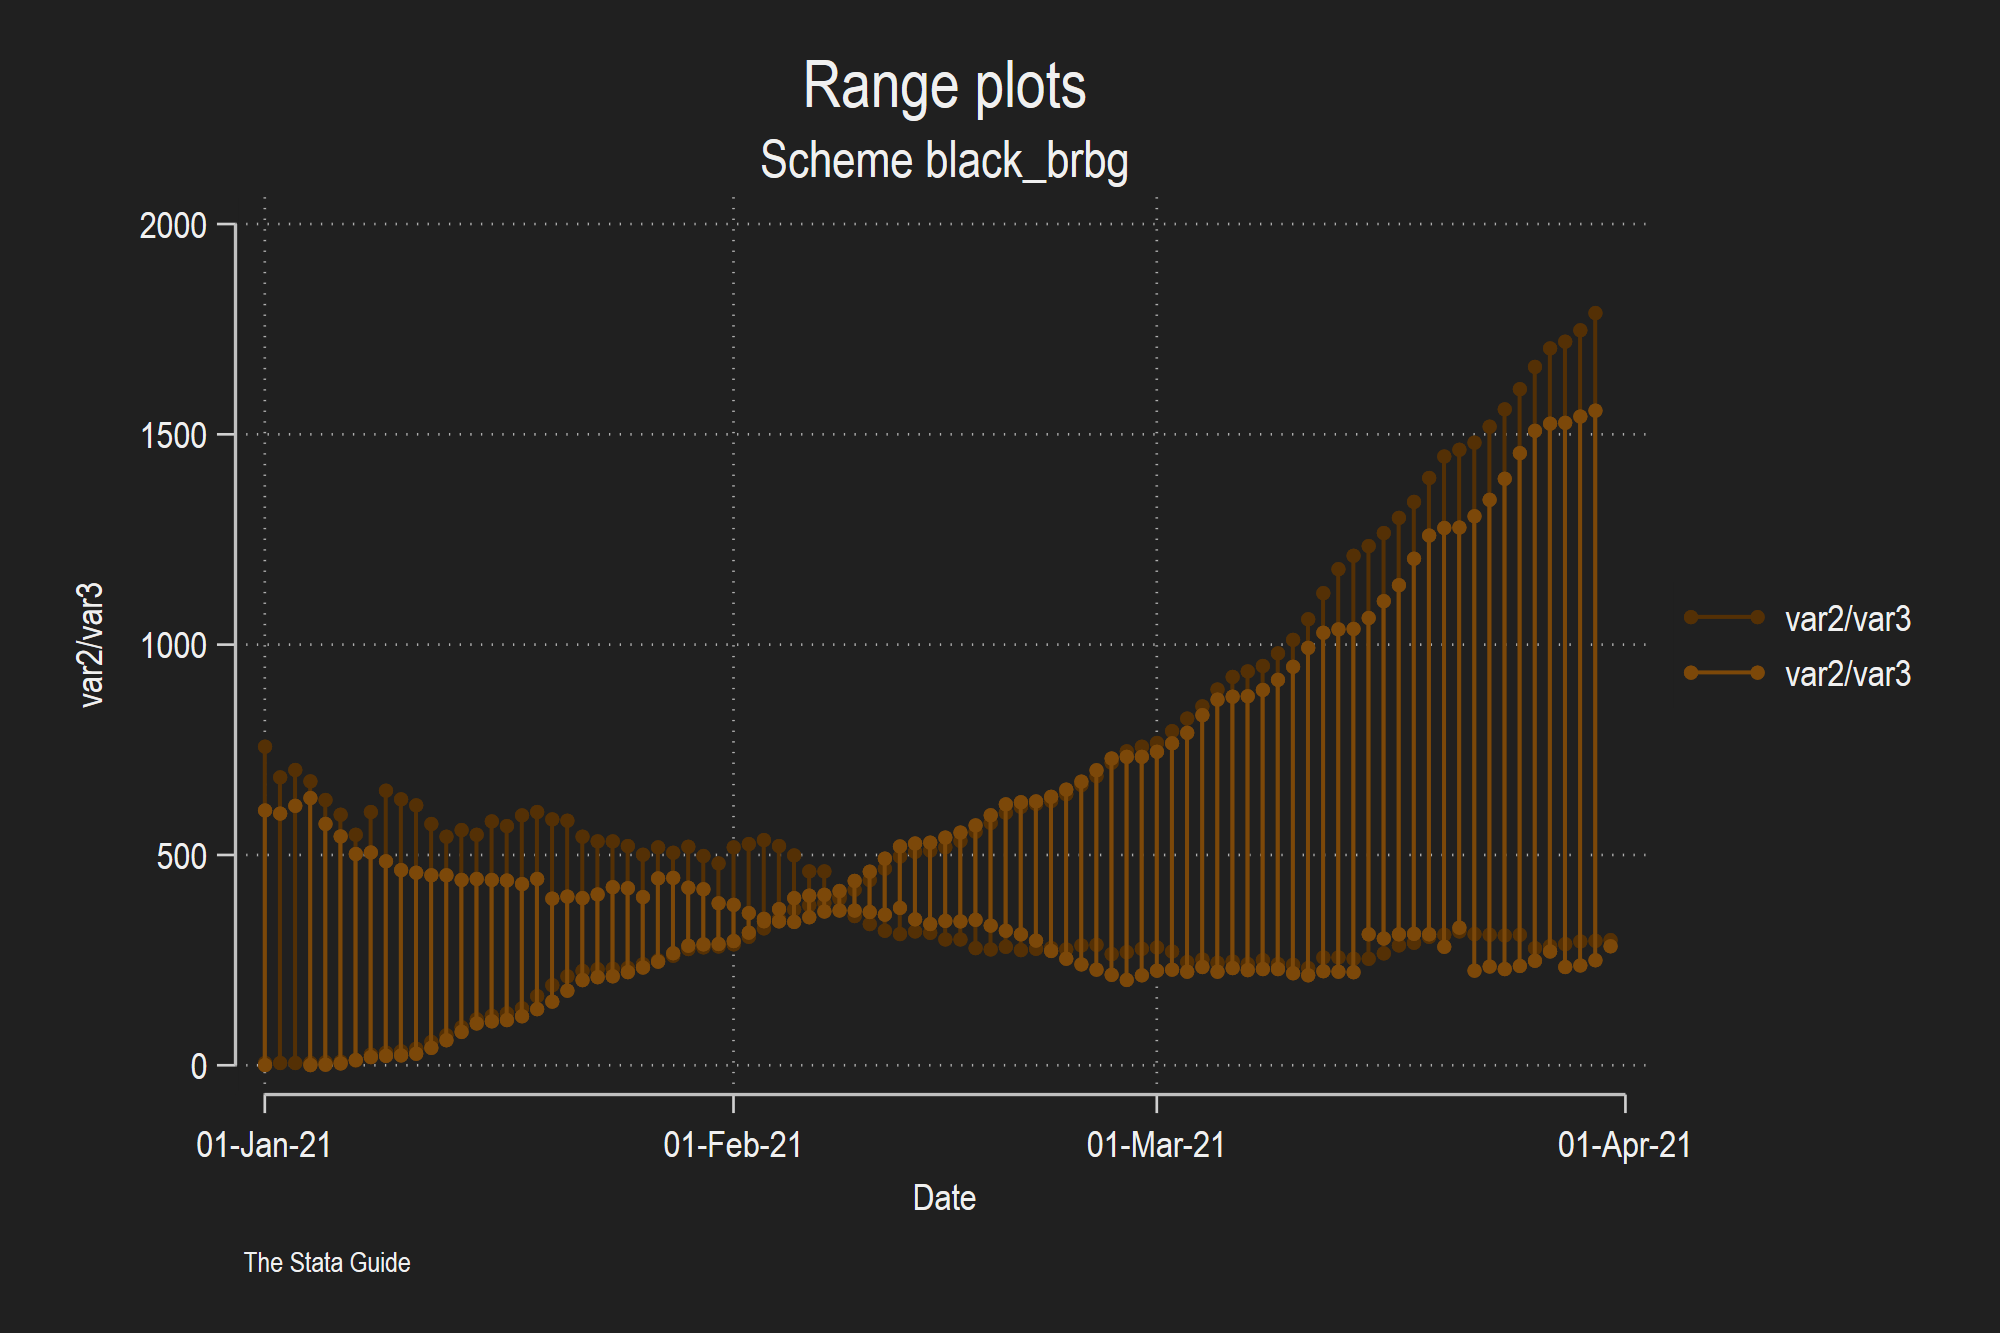 Range plots
Scheme black_brbg
2000
1500
1000
500
0
var2/var3
var2/var3
var2/var3
01-Jan-21
01-Feb-21
01-Mar-21
01-Apr-21
Date
The Stata Guide